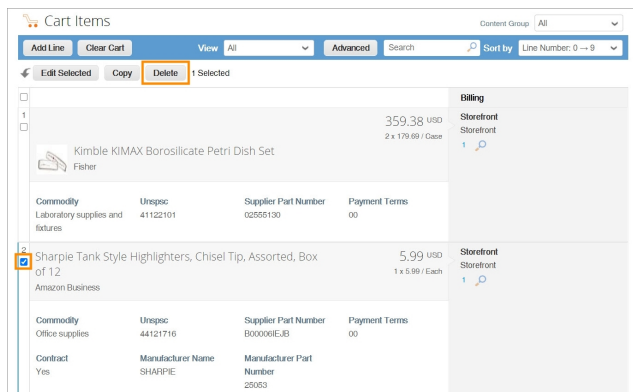 Cart Items
Content Group All
Add Line Clear Cart View All Advanced Search Sort by Line Number: 0 → 9
Edit Selected Copy Delete 1 Selected
Billing
1
359.38 USD
2 x 179.69 / Case
Storefront
Storefront
1
Kimble KIMAX Borosilicate Petri Dish Set
Fisher
Commodity Unspsc Supplier Part Number Payment Terms
Laboratory supplies and 41122101 02555130 00
fixtures
2
Sharpie Tank Style Highlighters, Chisel Tip, Assorted, Box
of 12
Amazon Business
5.99 USD
1 x 5.99 / Each
Storefront
Storefront
1
Commodity Unspsc Supplier Part Number Payment Terms
Office supplies 44121716 B00006IEJB 00
Contract Manufacturer Name Manufacturer Part
Number
Yes SHARPIE
25053